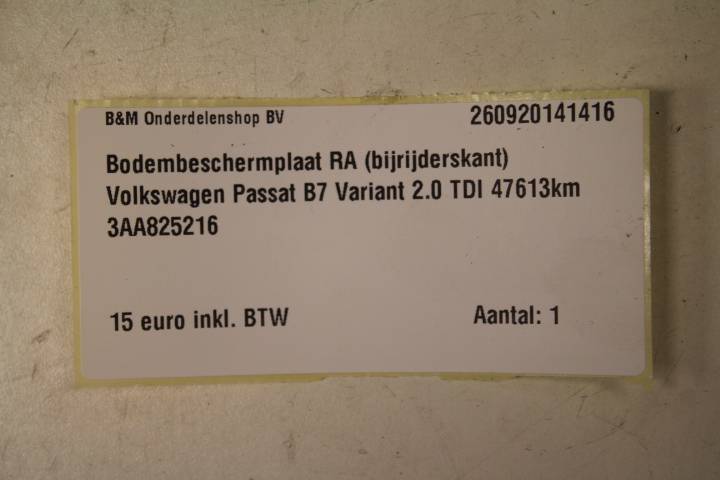 B&M Onderdelenshop BV 260920141416
Bodembeschermplaat RA (bijrijderskant)
Volkswagen Passat B7 Variant 2.0 TDI 47613km
3AA825216
15 euro inkl. BTW Aantal: 1